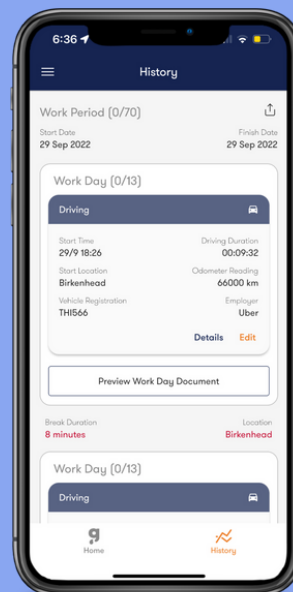 6:36
History
Work Period (0/70)
Start Date Finish Date
29 Sep 2022 29 Sep 2022
Work Day (0/13)
Driving
Start Time Driving Duration
29/9 18:26 00:09:32
Start Location Odometer Reading
Birkenhead 66000 km
Vehicle Registration Employer
THI566 Uber
Details Edit
Preview Work Day Document
Break Duration Location
8 minutes Birkenhead
Work Day (0/13)
Driving
Home History